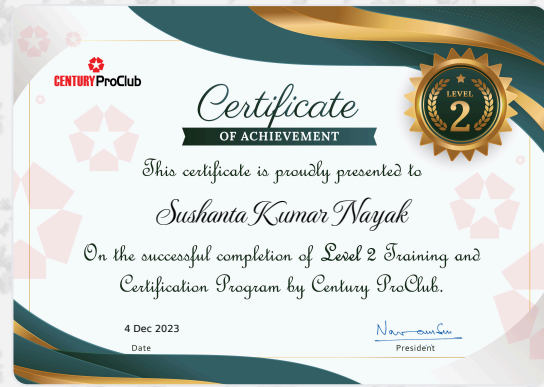 CENTURY ProClub
Certificate
OF ACHIEVEMENT
LEVEL
2
This certificate is proudly presented to
Sushanta Kumar Nayak
On the successful completion of Level 2 Training and
Certification Program by Century ProClub.
4 Dec 2023
Date
President